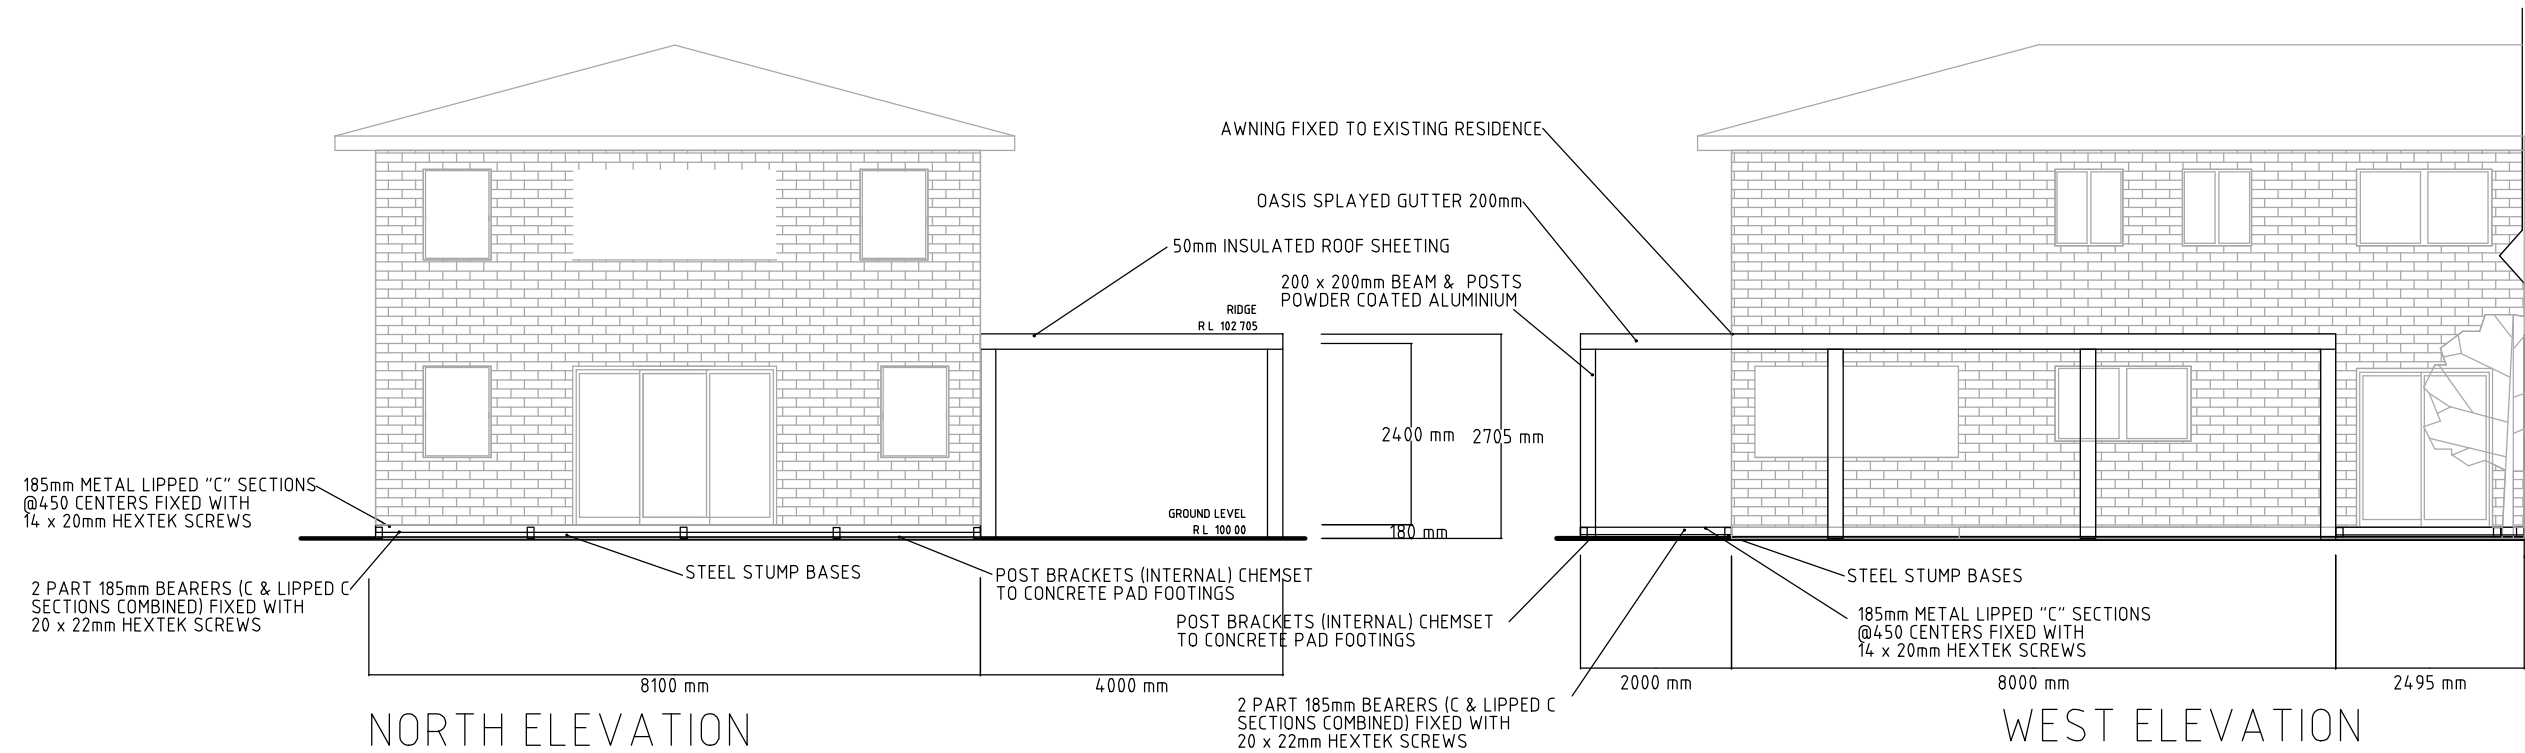 AWNING FIXED TO EXISTING RESIDENCE
OASIS SPLAYED GUTTER 200mm
50mm INSULATED ROOF SHEETING
200 x 200mm BEAM & POSTS
POWDER COATED ALUMINIUM
RIDGE
RL 102 705
2400 mm
2705 mm
185mm METAL LIPPED "C" SECTIONS
@450 CENTERS FIXED WITH
14 x 20mm HEXTEK SCREWS
GROUND LEVEL
RL 100 00
180 mm
2 PART 185mm BEARERS (C & LIPPED C
SECTIONS COMBINED) FIXED WITH
20 x 22mm HEXTEK SCREWS
STEEL STUMP BASES
POST BRACKETS (INTERNAL) CHEMSET
TO CONCRETE PAD FOOTINGS
8100 mm
4000 mm
NORTH ELEVATION
STEEL STUMP BASES
POST BRACKETS (INTERNAL) CHEMSET
TO CONCRETE PAD FOOTINGS
185mm METAL LIPPED "C" SECTIONS
@450 CENTERS FIXED WITH
14 x 20mm HEXTEK SCREWS
2000 mm
8000 mm
2495 mm
2 PART 185mm BEARERS (C & LIPPED C
SECTIONS COMBINED) FIXED WITH
20 x 22mm HEXTEK SCREWS
WEST ELEVATION